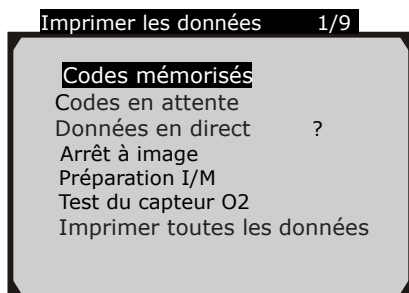 Imprimer les données 1/9
Codes mémorisés
Codes en attente
Données en direct ?
Arrêt à image
Préparation I/M
Test du capteur O2
Imprimer toutes les données